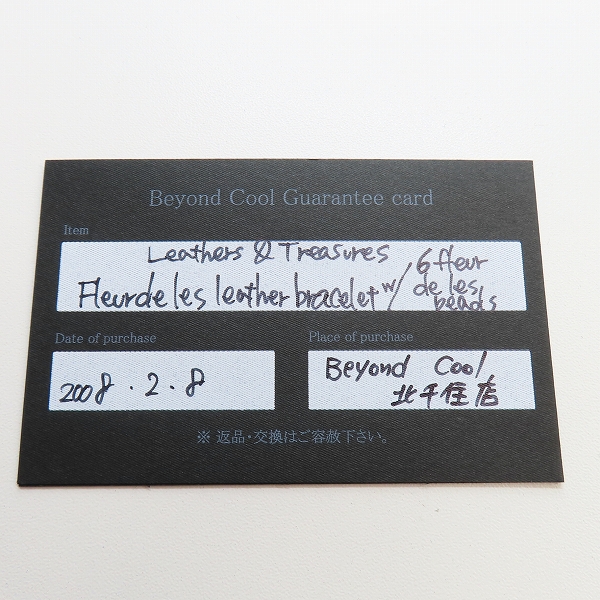 Beyond Cool Guarantee card
Item
Leathers & Treasures
Fleurdeles leather bracelet w/ 6 fleur
de les
beads
Date of purchase
2008.2.8
Place of purchase
Beyond Cool
北千住店
※ 返品・交換はご容赦下さい。